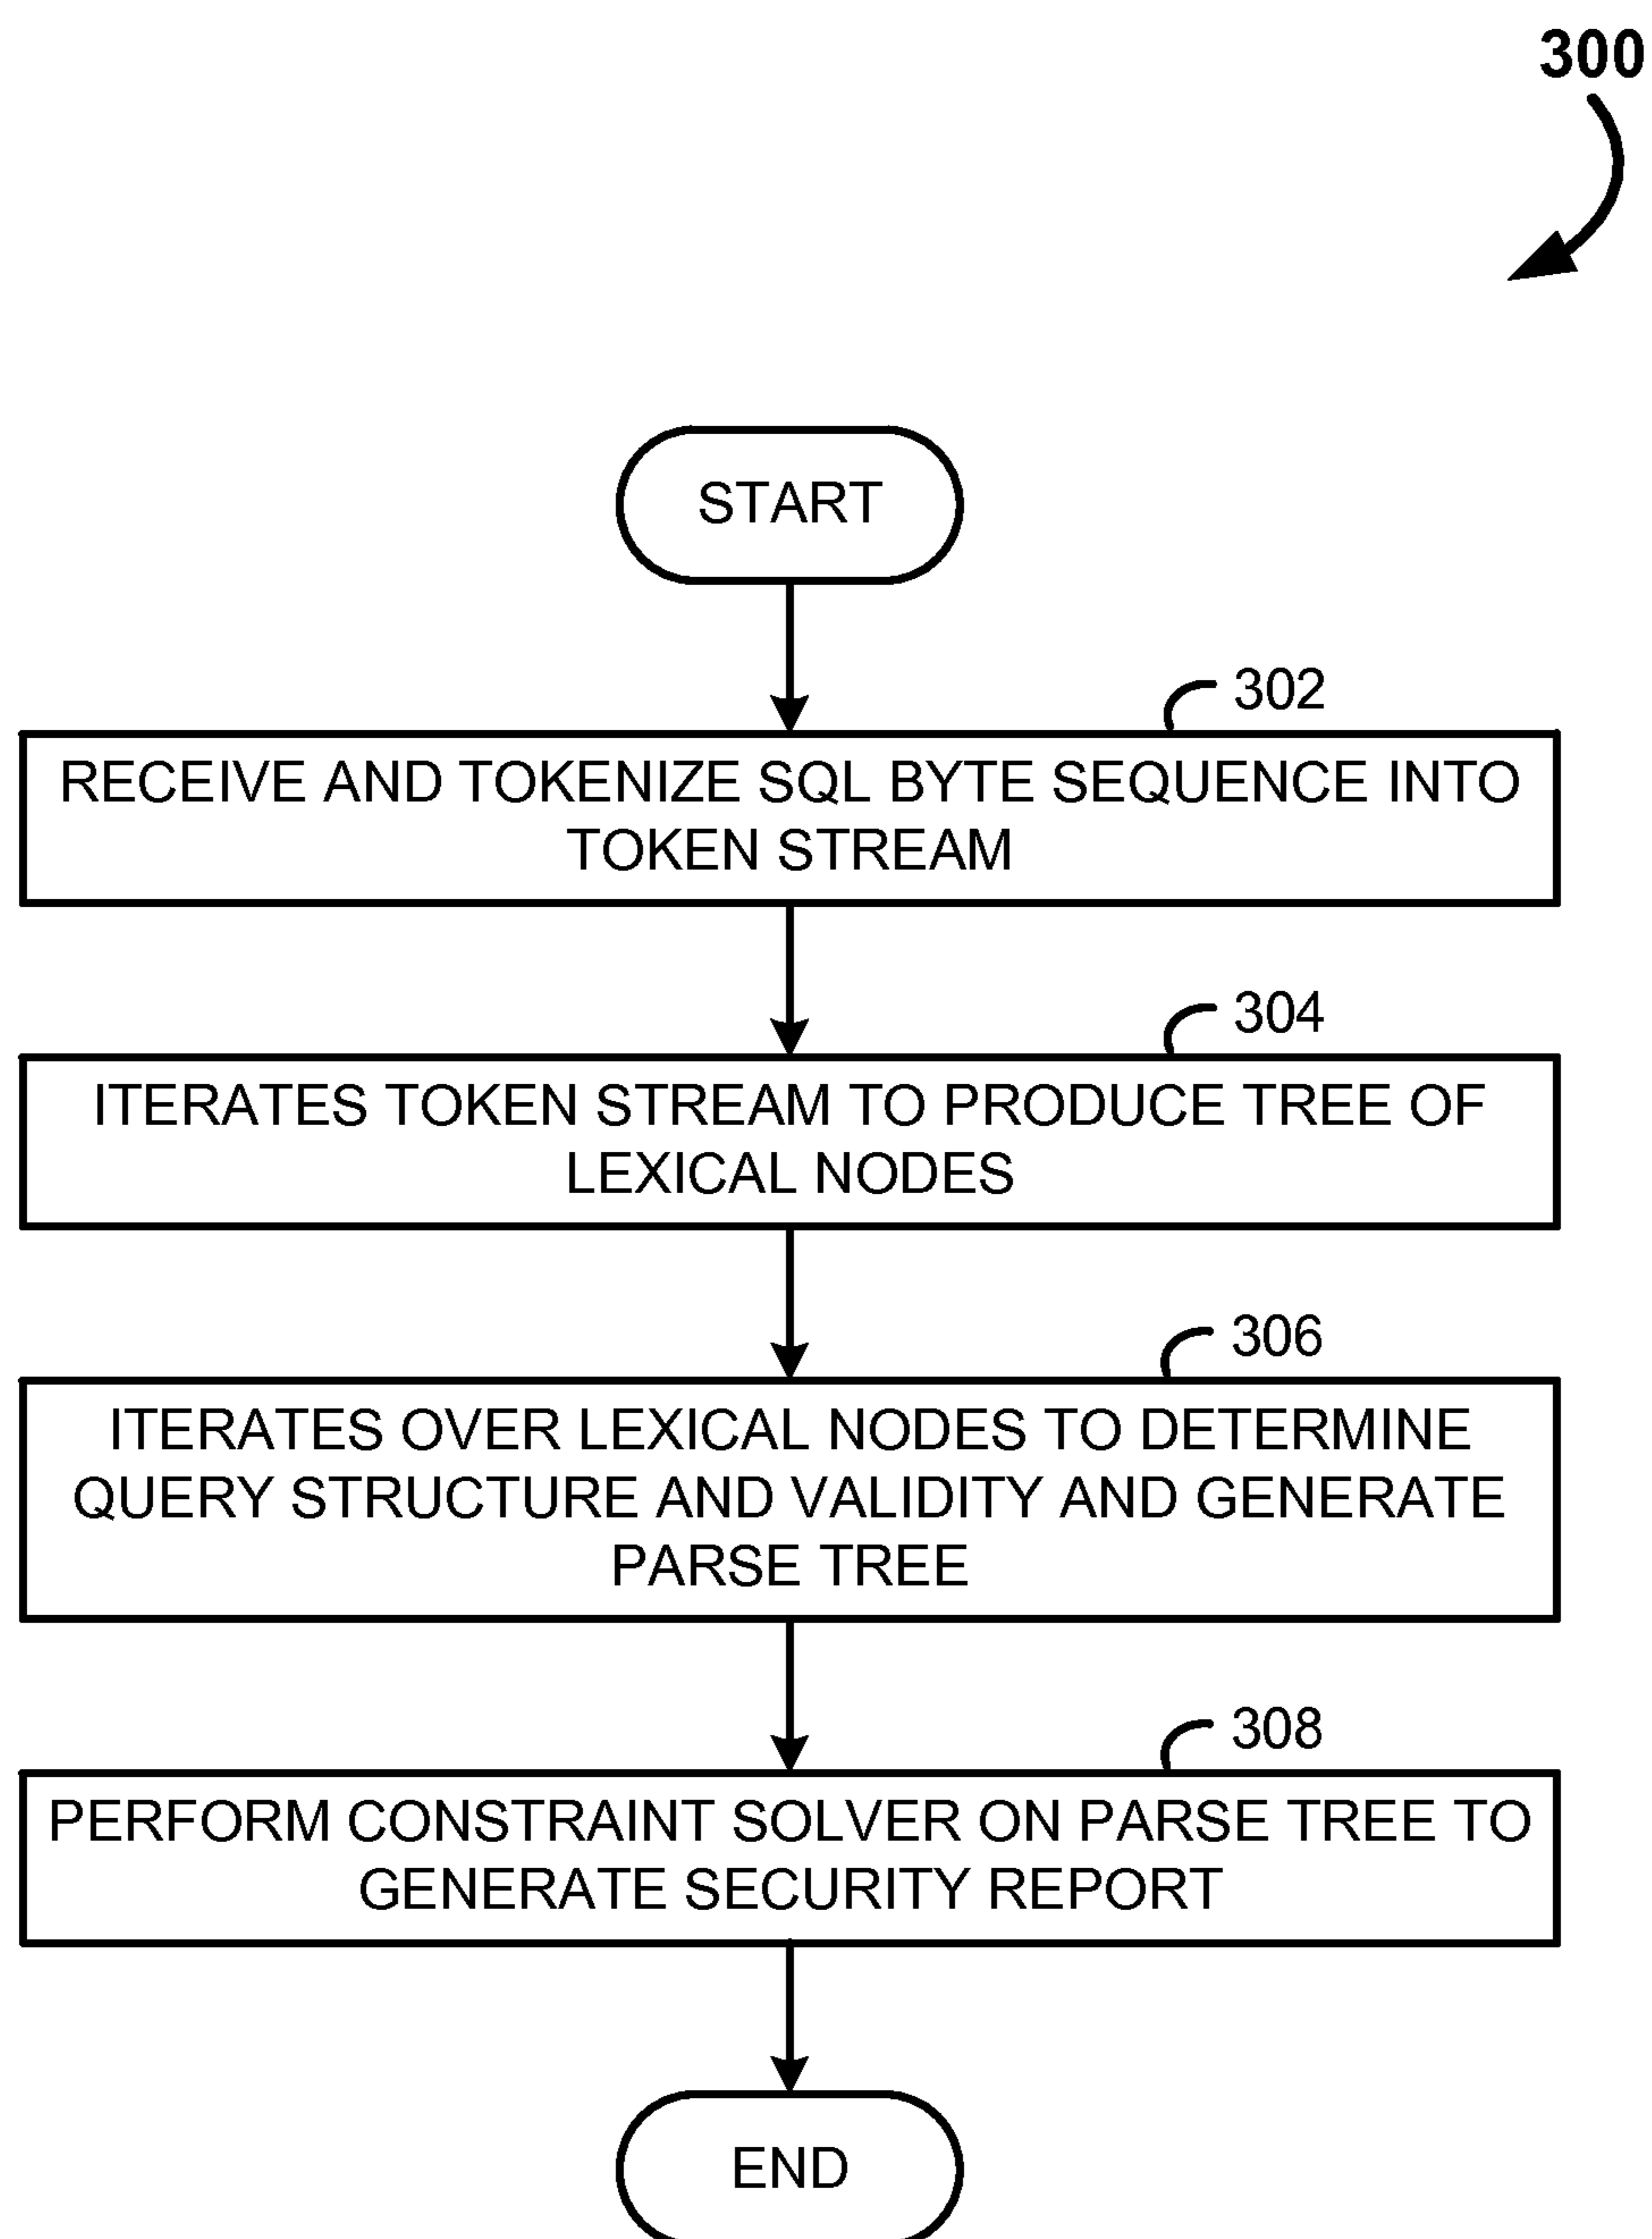 300
START
302
RECEIVE AND TOKENIZE SQL BYTE SEQUENCE INTO
TOKEN STREAM
304
ITERATES TOKEN STREAM TO PRODUCE TREE OF
LEXICAL NODES
306
ITERATES OVER LEXICAL NODES TO DETERMINE
QUERY STRUCTURE AND VALIDITY AND GENERATE
PARSE TREE
308
PERFORM CONSTRAINT SOLVER ON PARSE TREE TO
GENERATE SECURITY REPORT
END